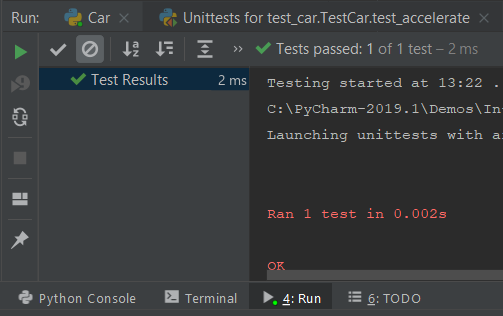 Run: Car Unittests for test_car.TestCar.test_accelerate
Tests passed: 1 of 1 test – 2 ms
Test Results 2 ms
Testing started at 13:22 .
C:\PyCharm-2019.1\Demos\In
Launching unittests with a
Ran 1 test in 0.002s
OK
Python Console Terminal 4: Run 6: TODO